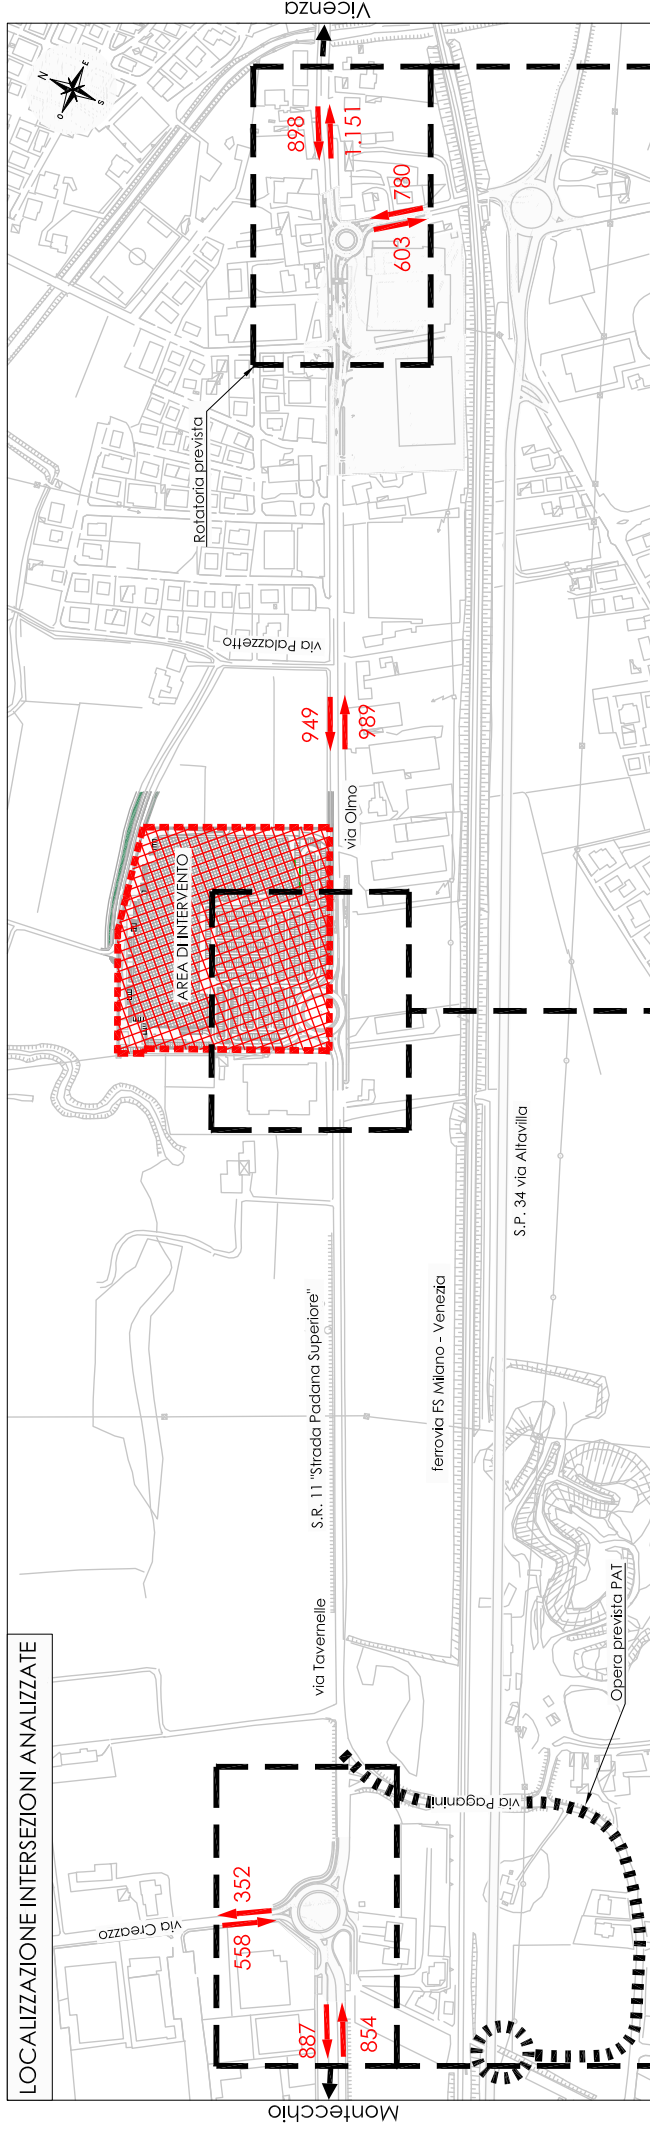 LOCALIZZAZIONE INTERSEZIONI ANALIZZATE
Montecchio
887
854
558
352
via Creazzo
via Tavernelle
S.R. 11 "Strada Padana Superiore"
via Paganini
Opera prevista PAT
ferrovia FS Milano - Venezia
S.P. 34 via Altavilla
AREA DI INTERVENTO
via Olmo
949
989
via Palazzetto
Rotatoria prevista
603
780
898
1.151
N
E
S
O
Vicenza